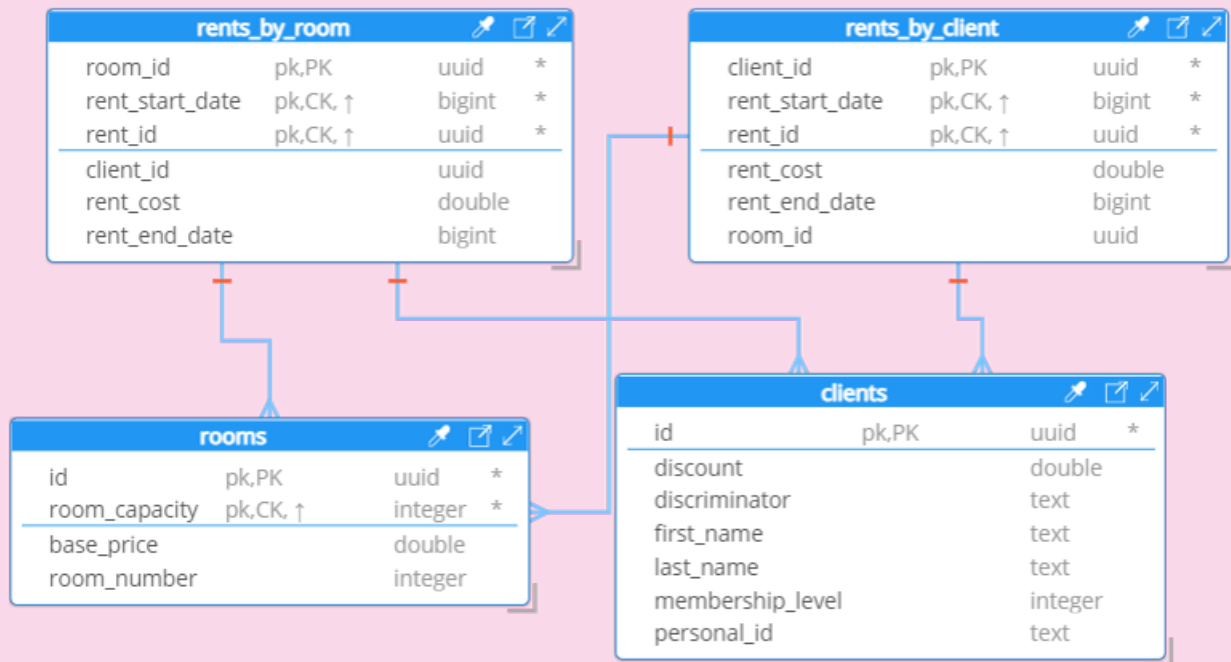 rents_by_room
room_id pk,PK uuid *
rent_start_date pk,CK, ↑ bigint *
rent_id pk,CK, ↑ uuid *
client_id uuid
rent_cost double
rent_end_date bigint
rents_by_client
client_id pk,PK uuid *
rent_start_date pk,CK, ↑ bigint *
rent_id pk,CK, ↑ uuid *
rent_cost double
rent_end_date bigint
room_id uuid
rooms
id pk,PK uuid *
room_capacity pk,CK, ↑ integer *
base_price double
room_number integer
clients
id pk,PK uuid *
discount double
discriminator text
first_name text
last_name text
membership_level integer
personal_id text